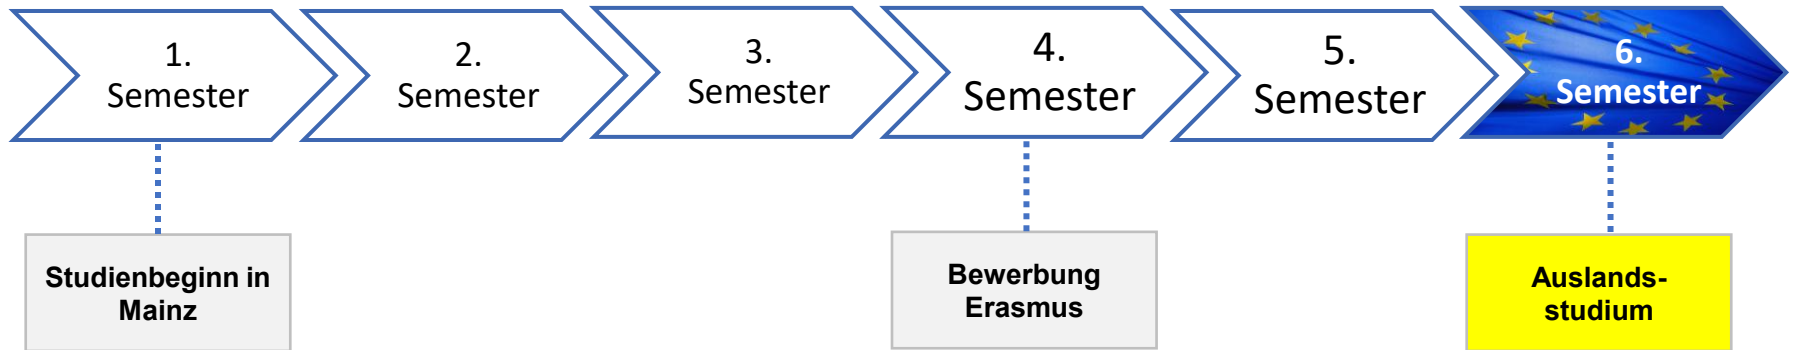 1.
Semester
2.
Semester
3.
Semester
4.
Semester
5.
Semester
6.
Semester
Studienbeginn in
Mainz
Bewerbung
Erasmus
Auslands-
studium